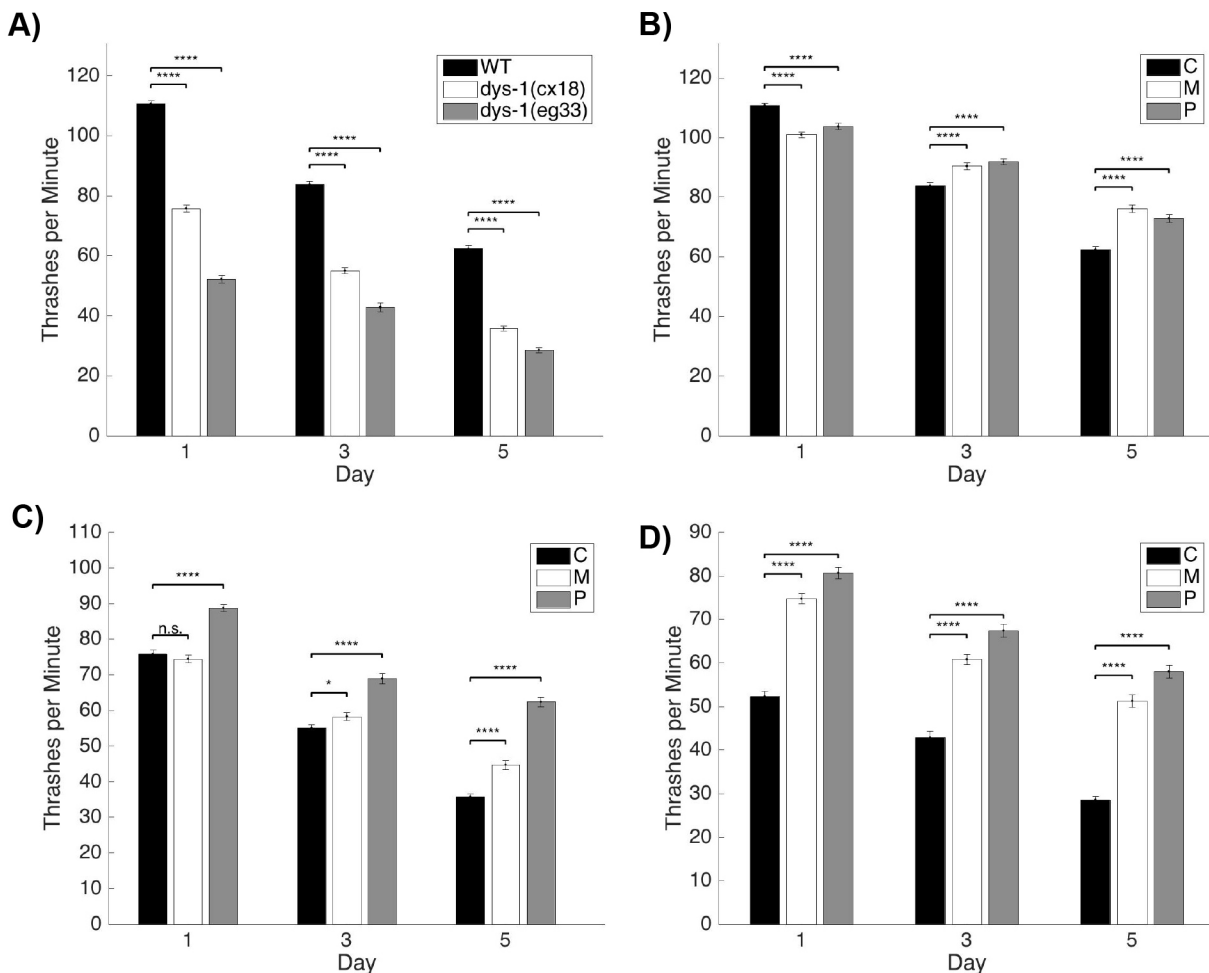 A)
Thrashes per Minute
120
100
80
60
40
20
0
****
****
****
****
****
****
WT
dys-1(cx18)
dys-1(eg33)
1
3
5
Day
B)
Thrashes per Minute
120
100
80
60
40
20
0
****
****
****
****
****
****
C
M
P
1
3
5
Day
C)
Thrashes per Minute
110
100
90
80
70
60
50
40
30
20
10
0
****
n.s.
****
*
****
****
C
M
P
1
3
5
Day
D)
Thrashes per Minute
90
80
70
60
50
40
30
20
10
0
****
****
****
****
****
****
C
M
P
1
3
5
Day